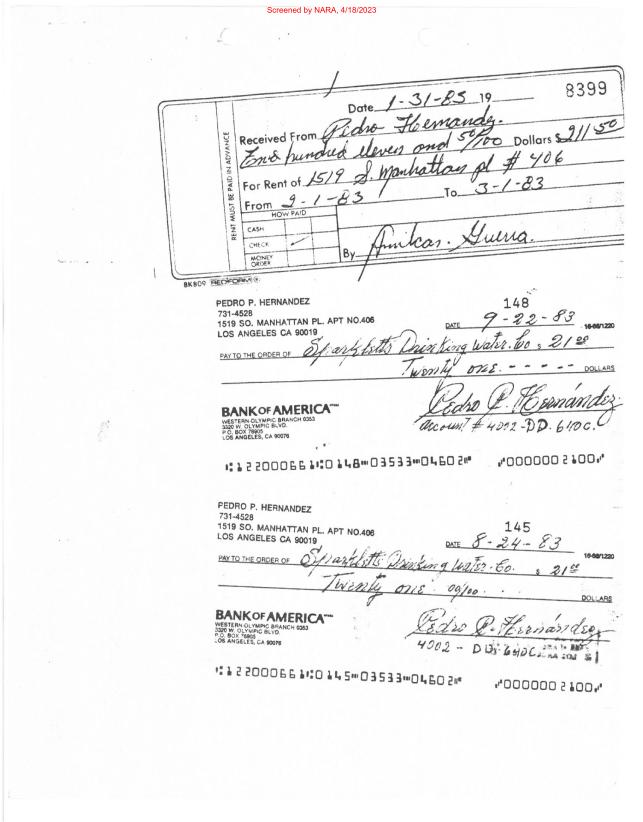 Screened by NARA, 4/18/2023
8399
Date 1-31-83 19
RENT MUST BE PAID IN ADVANCE
Received From Pedro Hernandez.
Two hundred eleven and 50/100 Dollars $211 50
For Rent of 1519 S. Manhattan pl # 406
From 2-1-83 To 3-1-83
HOW PAID
CASH
CHECK
MONEY ORDER
By Amilcar. Guerra.
8K809 REDIFORM®
PEDRO P. HERNANDEZ 148
731-4528
1519 SO. MANHATTAN PL. APT NO.406
LOS ANGELES CA 90019
DATE 9-22-83 16-66/1220
PAY TO THE ORDER OF Sparkletts Drinking Water. Co $ 21 00
Twenty one. - - - - - DOLLARS
BANK OF AMERICA
WESTERN OLYMPIC BRANCH 0353
3320 W. OLYMPIC BLVD.
P.O. BOX 76905
LOS ANGELES, CA 90076
Pedro P. Hernández
account # 4002-DD. 640C.
⑆122000661⑆0148⑈03533⑈04602⑈ ⑈0000002100⑈
PEDRO P. HERNANDEZ 145
731-4528
1519 SO. MANHATTAN PL. APT NO.406
LOS ANGELES CA 90019
DATE 8-24-83 16-66/1220
PAY TO THE ORDER OF Sparkletts Drinking Water. Co. $ 21 00
Twenty one 00/100 DOLLARS
BANK OF AMERICA
WESTERN OLYMPIC BRANCH 0353
3320 W. OLYMPIC BLVD.
P.O. BOX 76905
LOS ANGELES, CA 90076
Pedro P. Hernández
4002 - DD. 640C
⑆122000661⑆0145⑈03533⑈04602⑈ ⑈0000002100⑈